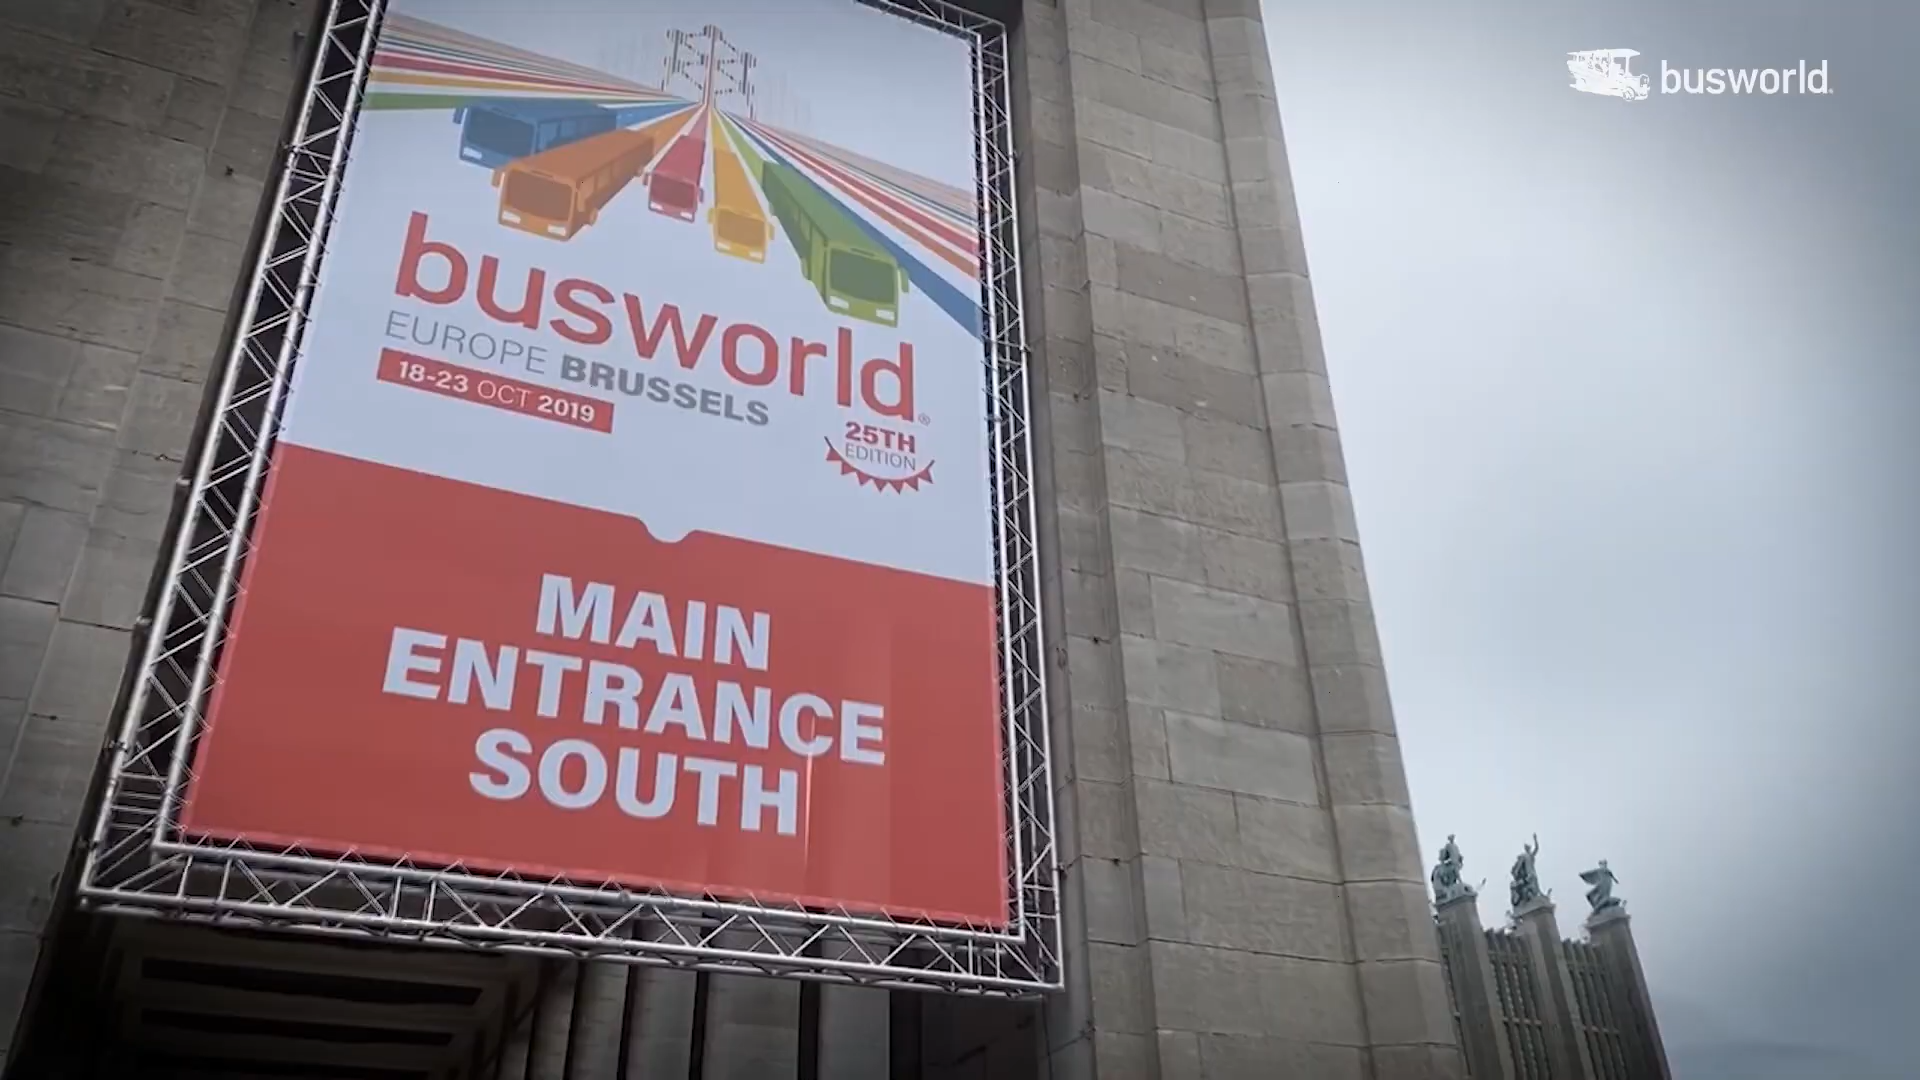 busworld.
busworld®
EUROPE BRUSSELS
18-23 OCT 2019
25TH
EDITION
MAIN
ENTRANCE
SOUTH